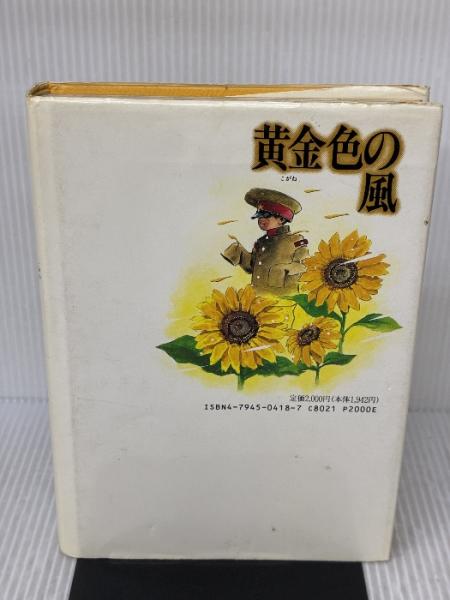 黄金色の
こがね
風
定価2,000円(本体1,942円)
ISBN4-7945-0418-7 C8021 P2000E